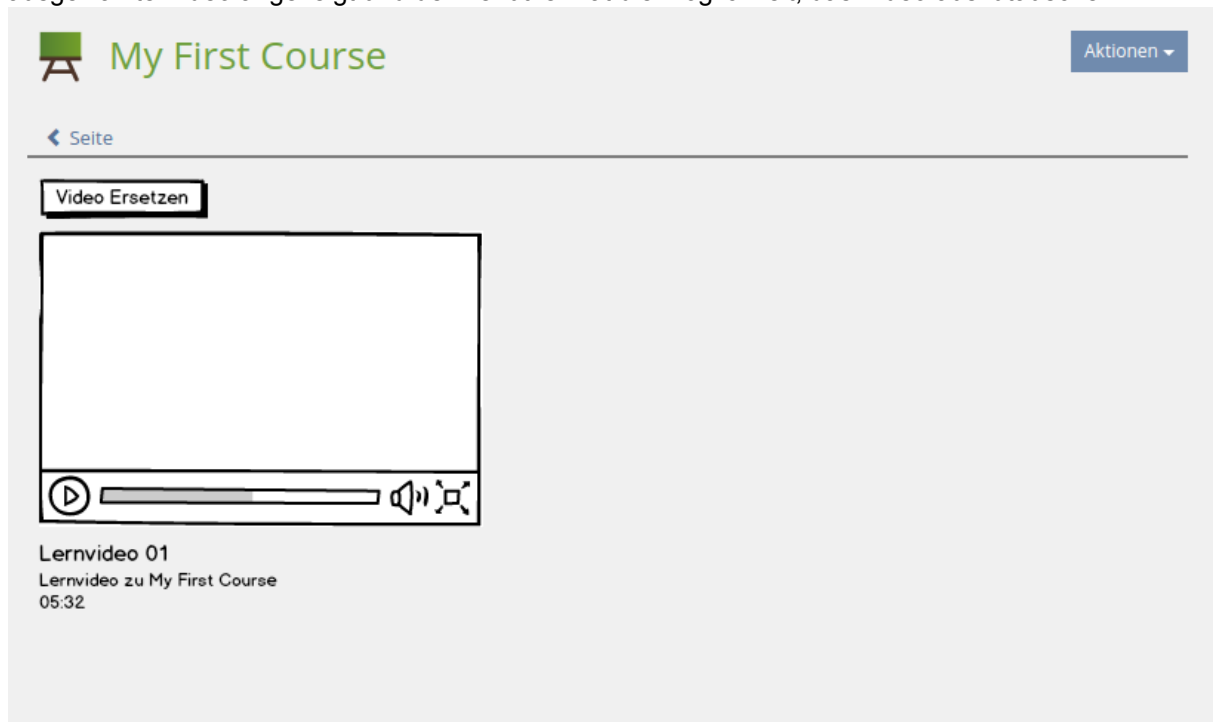 My First Course
Aktionen
Seite
Video Ersetzen
Lernvideo 01
Lernvideo zu My First Course
05:32